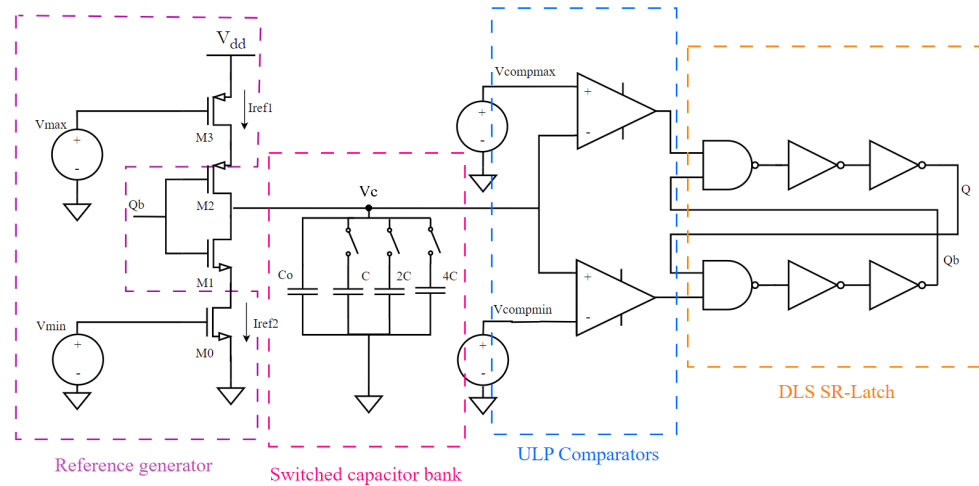 Vdd
Vmax
+
-
Iref1
M3
M2
Qb
M1
Vmin
+
-
Iref2
M0
Reference generator
Vc
Co
C
2C
4C
Switched capacitor bank
Vcompmax
+
-
+
-
Vcompmin
+
-
+
-
ULP Comparators
Q
Qb
DLS SR-Latch